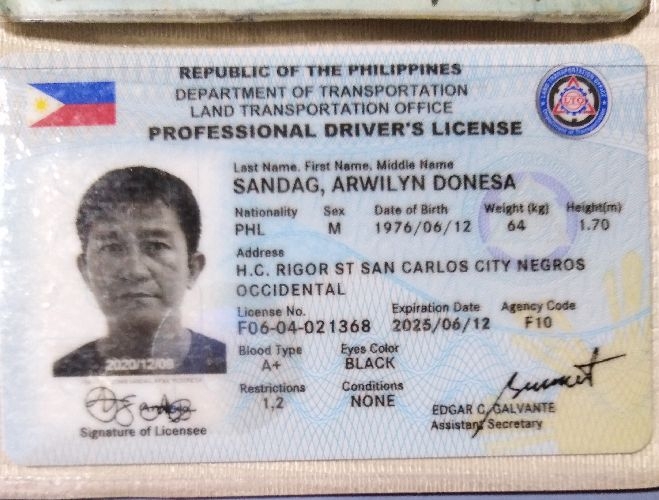 REPUBLIC OF THE PHILIPPINES
DEPARTMENT OF TRANSPORTATION
LAND TRANSPORTATION OFFICE
PROFESSIONAL DRIVER'S LICENSE
LTO
Last Name, First Name, Middle Name
SANDAG, ARWILYN DONESA
Nationality Sex Date of Birth Weight (kg) Height(m)
PHL M 1976/06/12 64 1.70
Address
H.C. RIGOR ST SAN CARLOS CITY NEGROS
OCCIDENTAL
License No. Expiration Date Agency Code
F06-04-021368 2025/06/12 F10
Blood Type Eyes Color
A+ BLACK
Restrictions Conditions
1,2 NONE
2020/12/09
Signature of Licensee
EDGAR C. GALVANTE
Assistant Secretary